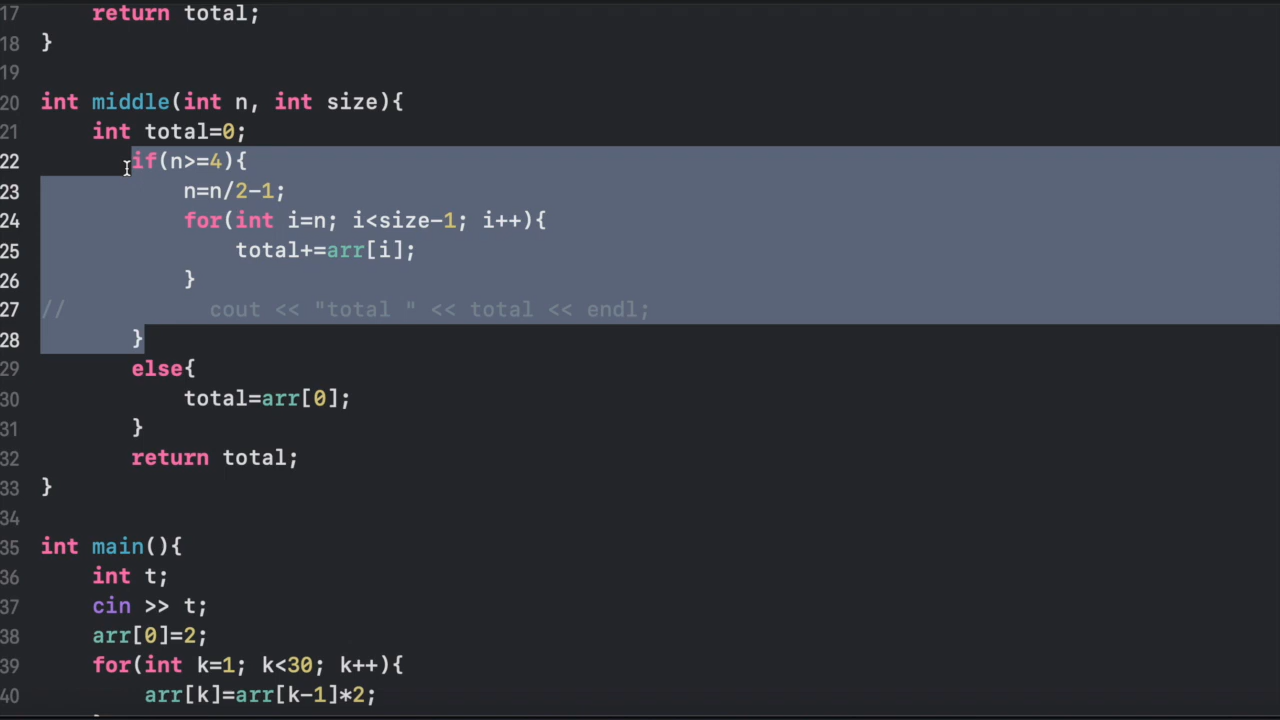 17 return total;
18 }
19
20 int middle(int n, int size){
21 int total=0;
22 if(n>=4){
23 n=n/2-1;
24 for(int i=n; i<size-1; i++){
25 total+=arr[i];
26 }
27 // cout << "total " << total << endl;
28 }
29 else{
30 total=arr[0];
31 }
32 return total;
33 }
34
35 int main(){
36 int t;
37 cin >> t;
38 arr[0]=2;
39 for(int k=1; k<30; k++){
40 arr[k]=arr[k-1]*2;